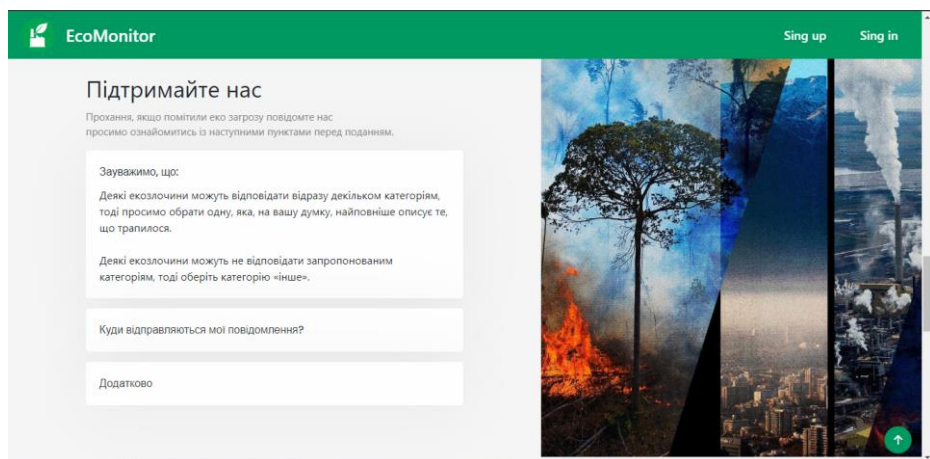 EcoMonitor
Sing up
Sing in
Підтримайте нас
Прохання, якщо помітили еко загрозу повідомте нас
просимо ознайомитись із наступними пунктами перед поданням.
Зауважимо, що:
Деякі екозлочини можуть відповідати відразу декільком категоріям,
тоді просимо обрати одну, яка, на вашу думку, найповніше описує те,
що трапилося.
Деякі екозлочини можуть не відповідати запропонованим
категоріям, тоді оберіть категорію «інше».
Куди відправляються мої повідомлення?
Додатково